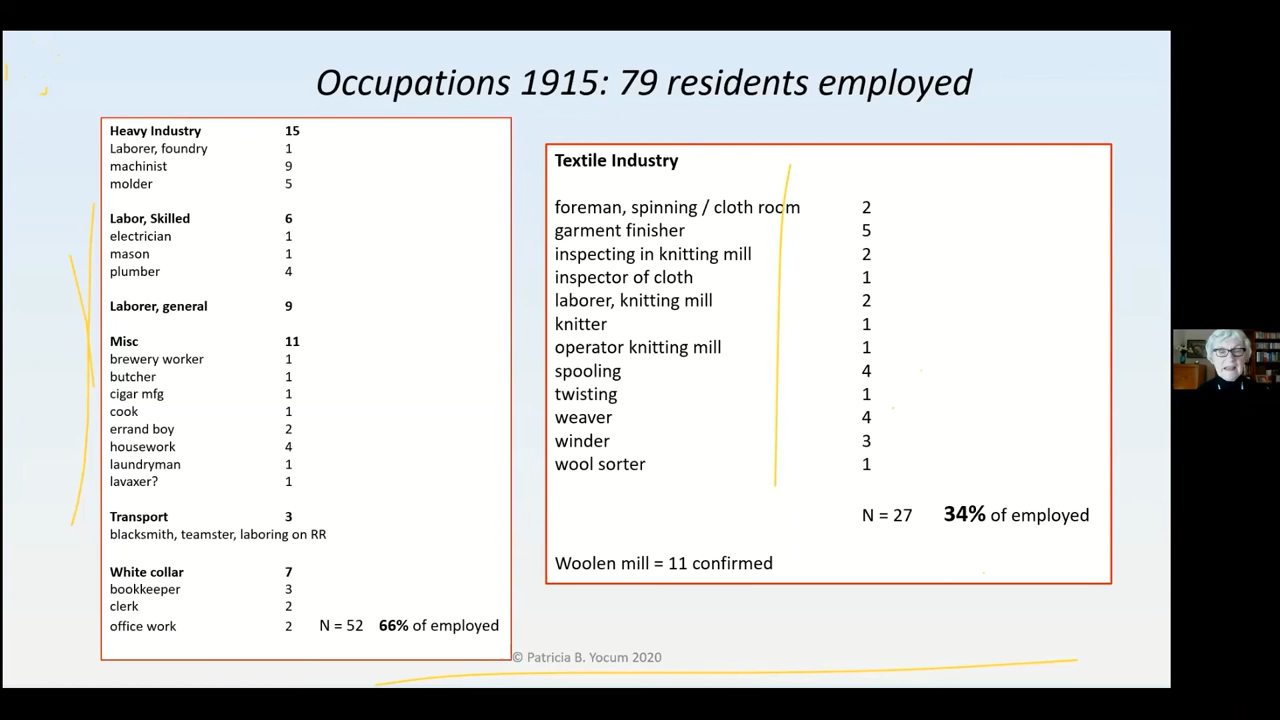 Occupations 1915: 79 residents employed
Heavy Industry 15
Laborer, foundry 1
machinist 9
molder 5
Labor, Skilled 6
electrician 1
mason 1
plumber 4
Laborer, general 9
Misc 11
brewery worker 1
butcher 1
cigar mfg 1
cook 1
errand boy 2
housework 4
laundryman 1
lavaxer? 1
Transport 3
blacksmith, teamster, laboring on RR
White collar 7
bookkeeper 3
clerk 2
office work 2 N = 52 66% of employed
Textile Industry
foreman, spinning / cloth room 2
garment finisher 5
inspecting in knitting mill 2
inspector of cloth 1
laborer, knitting mill 2
knitter 1
operator knitting mill 1
spooling 4
twisting 1
weaver 4
winder 3
wool sorter 1
N = 27 34% of employed
Woolen mill = 11 confirmed
© Patricia B. Yocum 2020